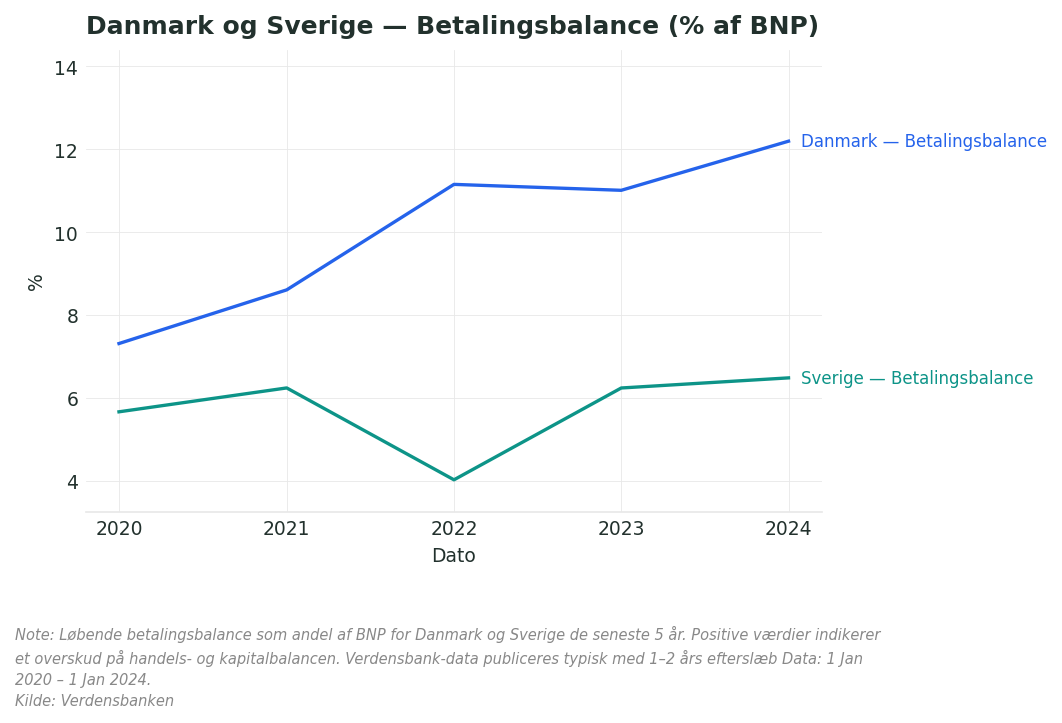 Danmark og Sverige — Betalingsbalance (% af BNP)
14
12
10
8
6
4
%
Danmark — Betalingsbalance
Sverige — Betalingsbalance
2020 2021 2022 2023 2024
Dato
Note: Løbende betalingsbalance som andel af BNP for Danmark og Sverige de seneste 5 år. Positive værdier indikerer
et overskud på handels- og kapitalbalancen. Verdensbank-data publiceres typisk med 1–2 års efterslæb Data: 1 Jan
2020 – 1 Jan 2024.
Kilde: Verdensbanken